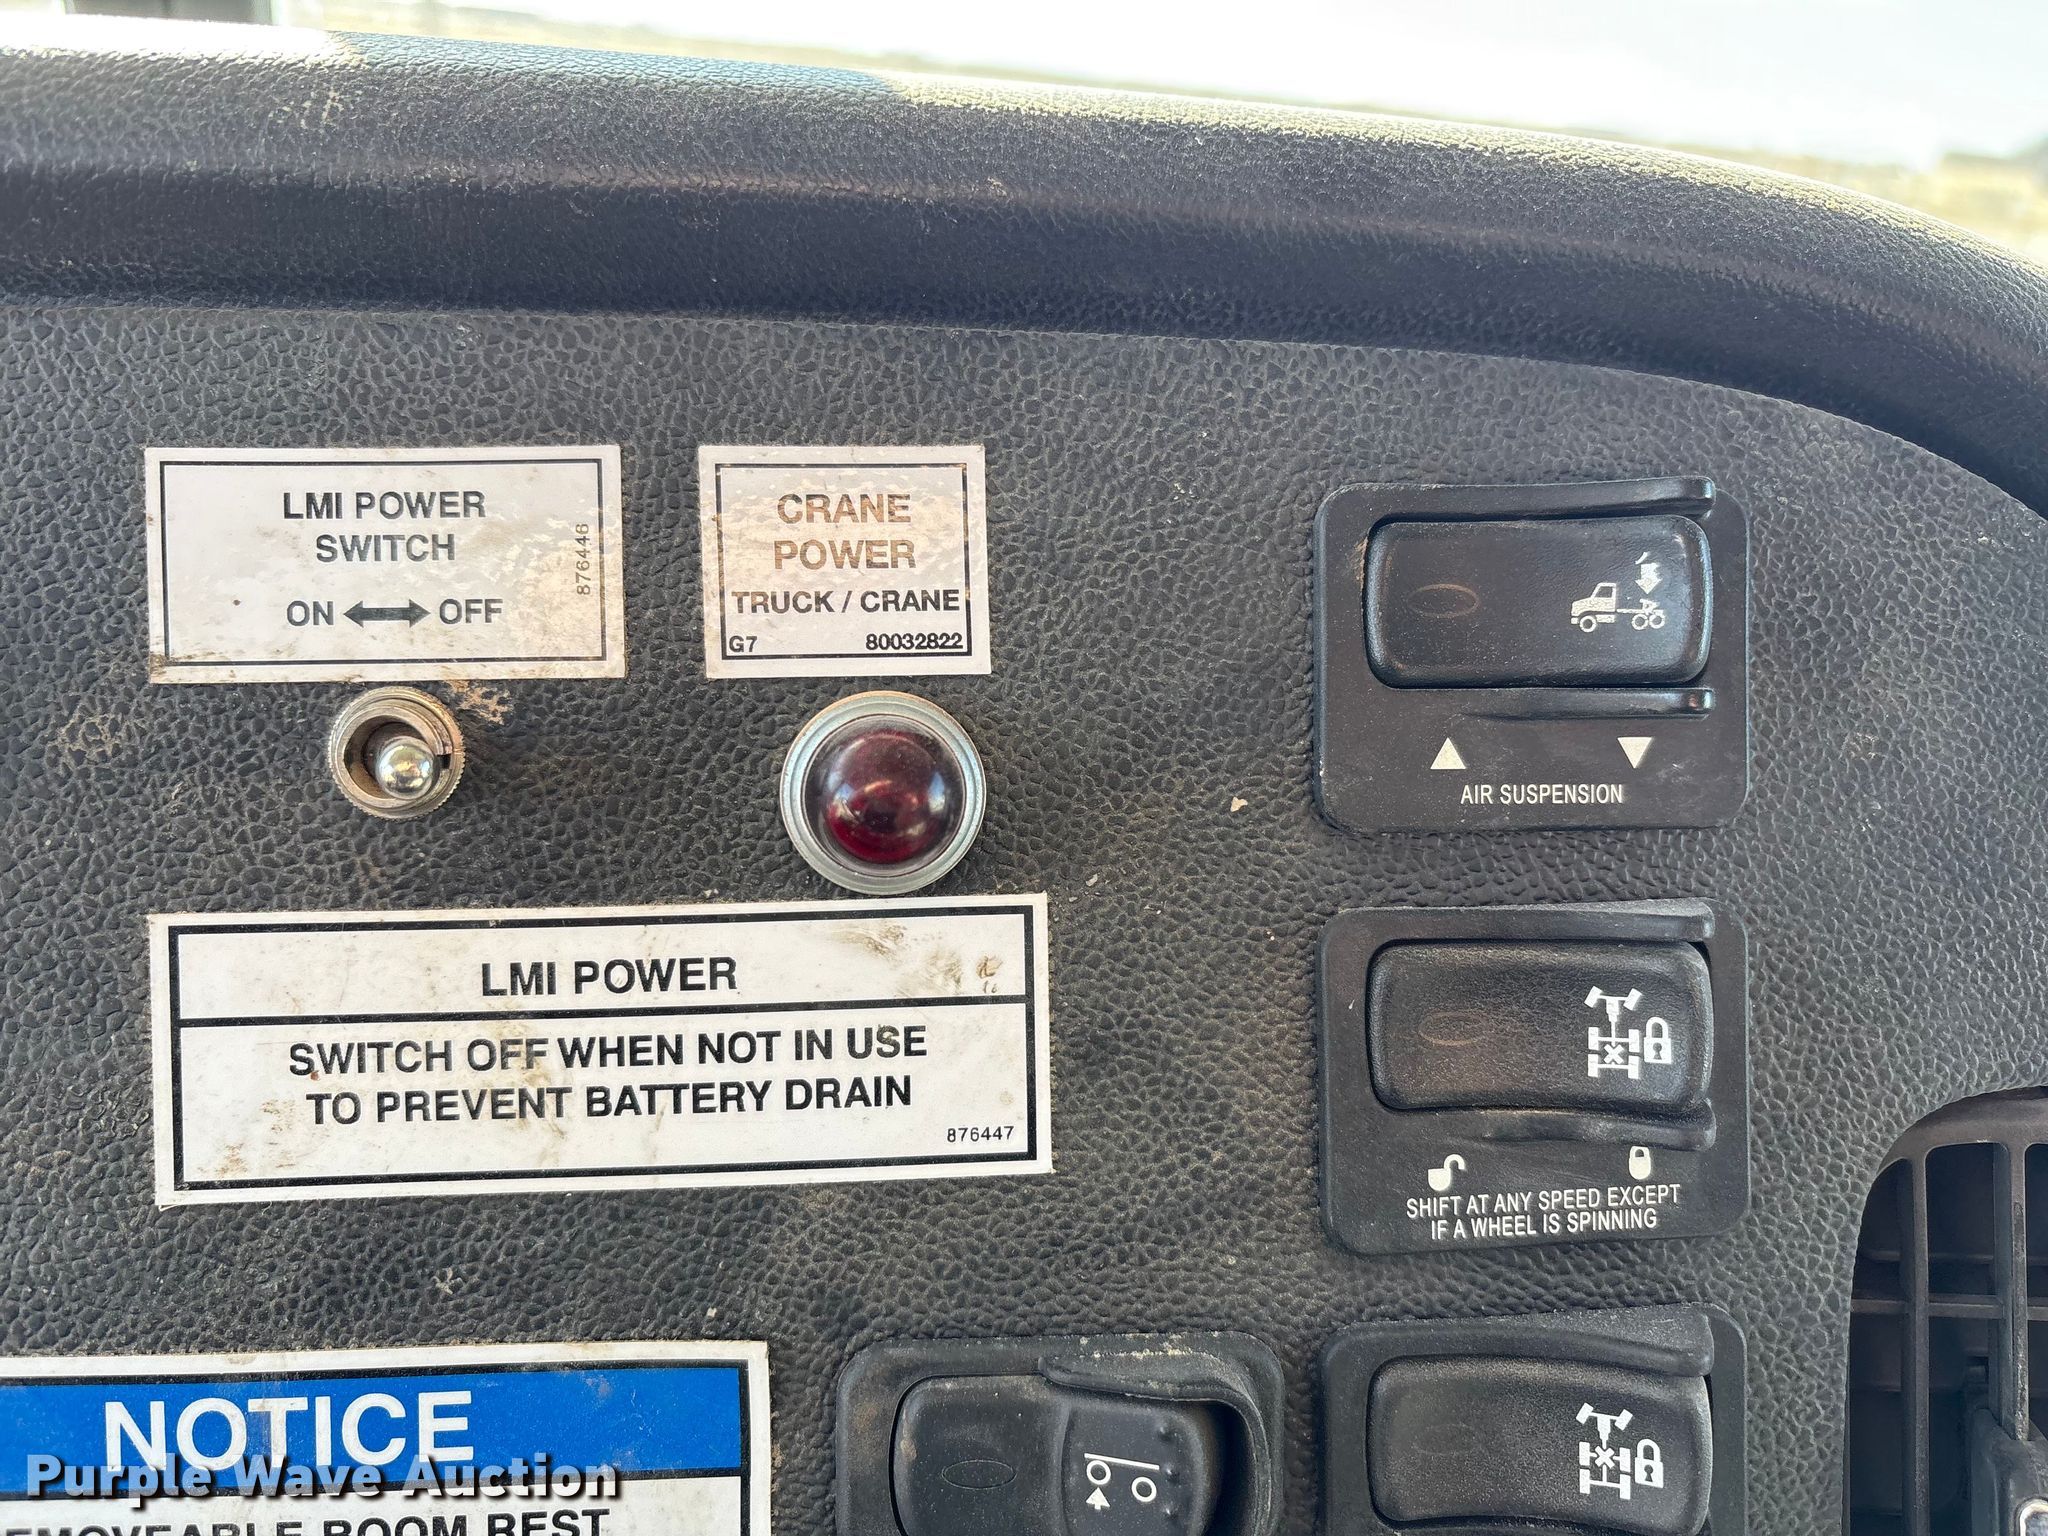 LMI POWER
SWITCH
ON OFF
876446
CRANE
POWER
TRUCK / CRANE
G7 80032822
AIR SUSPENSION
LMI POWER
SWITCH OFF WHEN NOT IN USE
TO PREVENT BATTERY DRAIN
876447
SHIFT AT ANY SPEED EXCEPT
IF A WHEEL IS SPINNING
NOTICE
Purple Wave Auction
REST